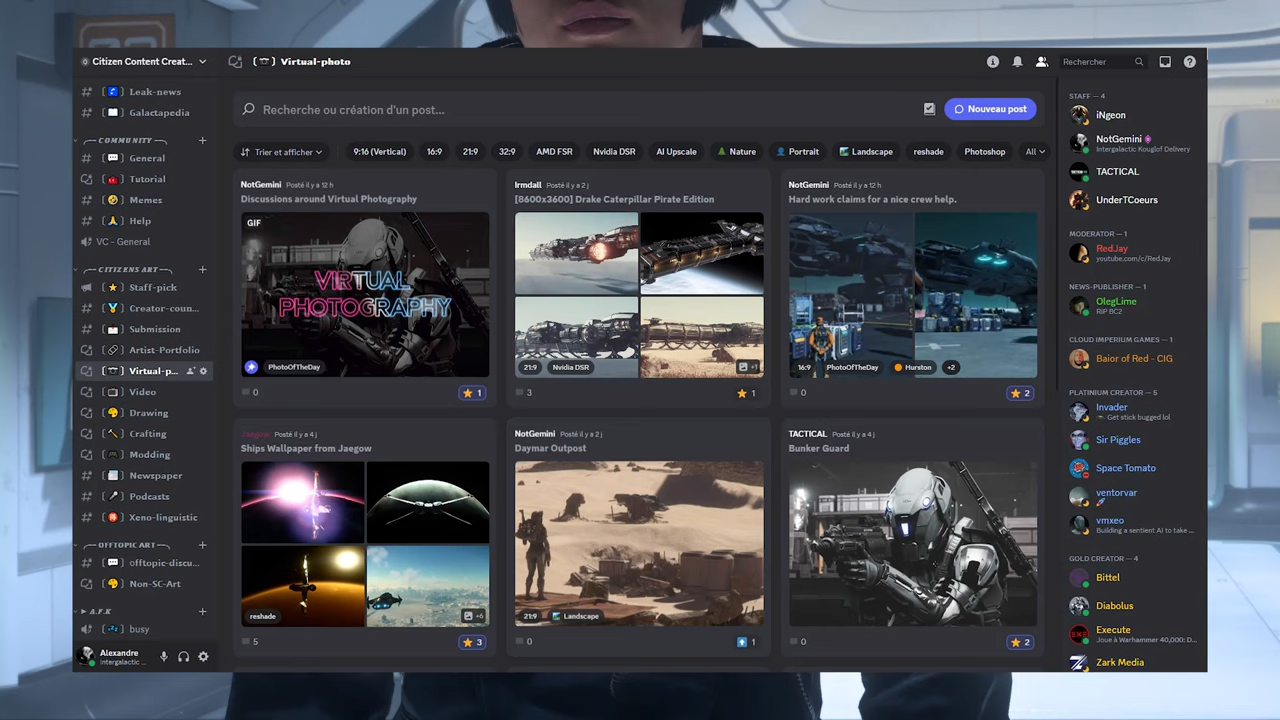 Citizen Content Creat...
Virtual-photo
Rechercher
Leak-news
Galactapedia
COMMUNITY
General
Tutorial
Memes
Help
VC - General
CITIZENS ART
Staff-pick
Creator-coun...
Submission
Artist-Portfolio
Virtual-p...
Video
Drawing
Crafting
Modding
Newspaper
Podcasts
Xeno-linguistic
OFFTOPIC ART
Offtopic-discu...
Non-SC-Art
A.F.K
busy
Alexandre
Intergalactic ...
Recherche ou création d'un post...
Nouveau post
Trier et afficher
9:16 (Vertical)
16:9
21:9
32:9
AMD FSR
Nvidia DSR
AI Upscale
Nature
Portrait
Landscape
reshade
Photoshop
All
NotGemini Posté il y a 12 h
Discussions around Virtual Photography
GIF
VIRTUAL
PHOTOGRAPHY
PhotoOfTheDay
0
1
Irmdall Posté il y a 2 j
[8600x3600] Drake Caterpillar Pirate Edition
21:9 Nvidia DSR
+1
3
1
NotGemini Posté il y a 12 h
Hard work claims for a nice crew help.
16:9 PhotoOfTheDay Hurston +2
0
2
Jaegow Posté il y a 4 j
Ships Wallpaper from Jaegow
reshade
+6
5
3
NotGemini Posté il y a 2 j
Daymar Outpost
21:9 Landscape
0
1
TACTICAL Posté il y a 4 j
Bunker Guard
0
2
STAFF — 4
iNgeon
NotGemini
Intergalactic Kouglof Delivery
TACTICAL
UnderTCoeurs
MODERATOR — 1
RedJay
youtube.com/c/RedJay
NEWS-PUBLISHER — 1
OlegLime
RIP BC2
CLOUD IMPERIUM GAMES — 1
Baior of Red - CIG
PLATINIUM CREATOR — 5
Invader
Get stick bugged lol
Sir Piggles
Space Tomato
ventorvar
vmxeo
Building a sentient AI to take ...
GOLD CREATOR — 4
Bittel
Diabolus
Execute
Joue à Warhammer 40,000: D...
Zark Media